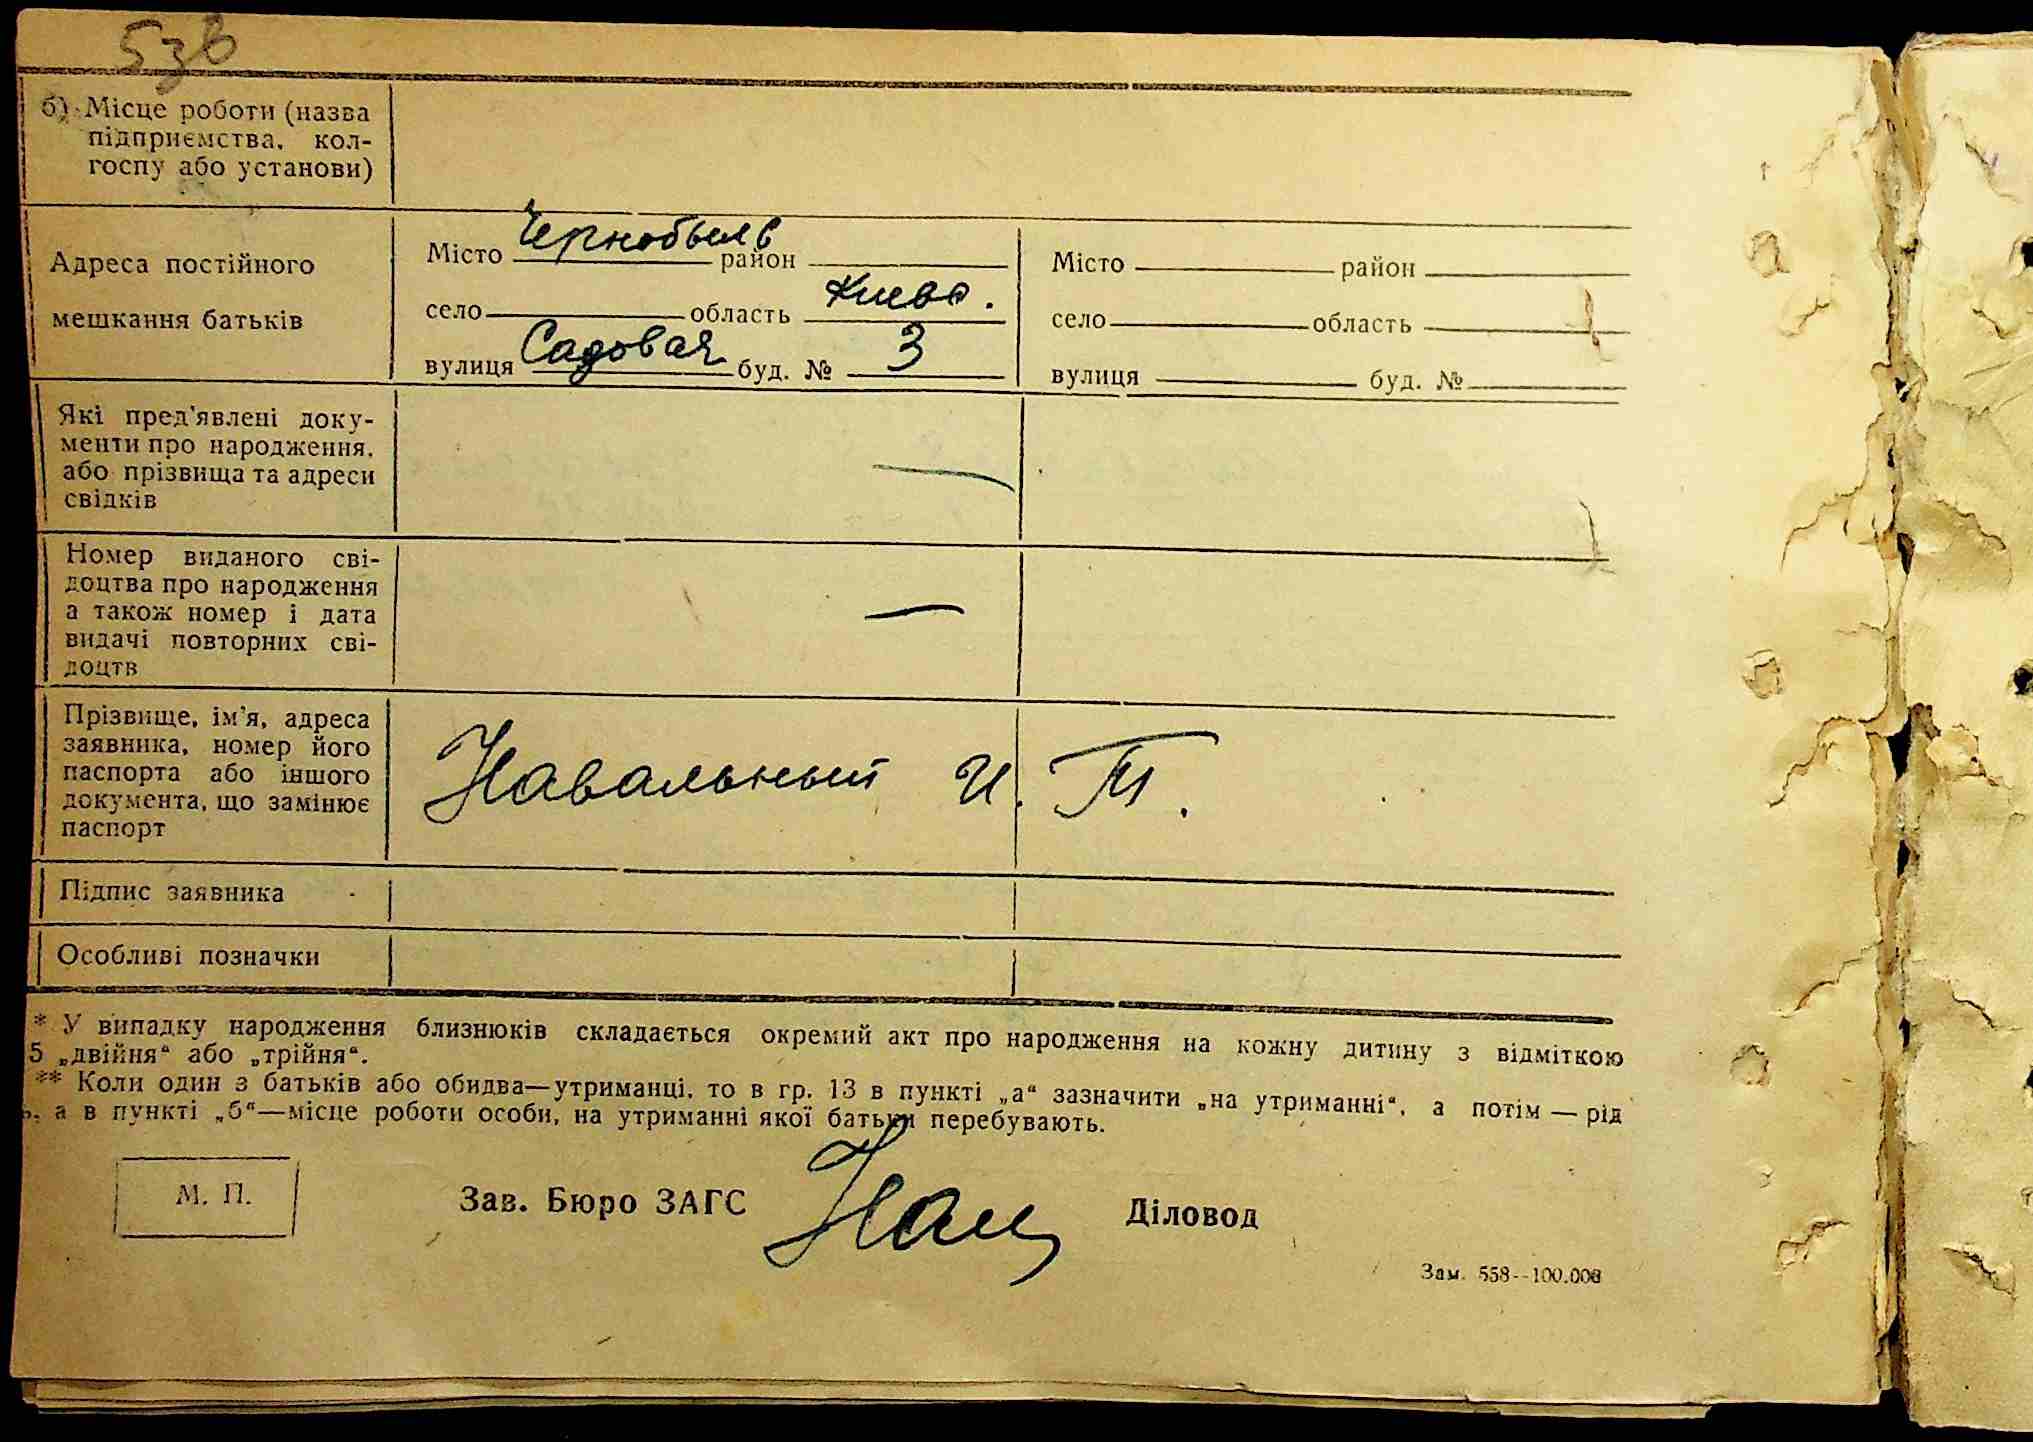 53в
б) Місце роботи (назва
підприємства, кол-
госпу або установи)
Адреса постійного
мешкання батьків
Місто Чернобыль район
село область Киевс.
вулиця Садовая буд. № 3
Місто район
село область
вулиця буд. №
Які пред'явлені доку-
менти про народження,
або прізвища та адреси
свідків
Номер виданого сві-
доцтва про народження
а також номер і дата
видачі повторних сві-
доцтв
Прізвище, ім'я, адреса
заявника, номер його
паспорта або іншого
документа, що замінює
паспорт
Навальный И. Т.
Підпис заявника
Особливі позначки
* У випадку народження близнюків складається окремий акт про народження на кожну дитину з відміткою
5 „двійня“ або „трійня“.
** Коли один з батьків або обидва—утриманці, то в гр. 13 в пункті „а“ зазначити „на утриманні“, а потім — рід
ь, а в пункті „б“—місце роботи особи, на утриманні якої батьки перебувають.
М. П.
Зав. Бюро ЗАГС
Діловод
Зам. 558--100.000